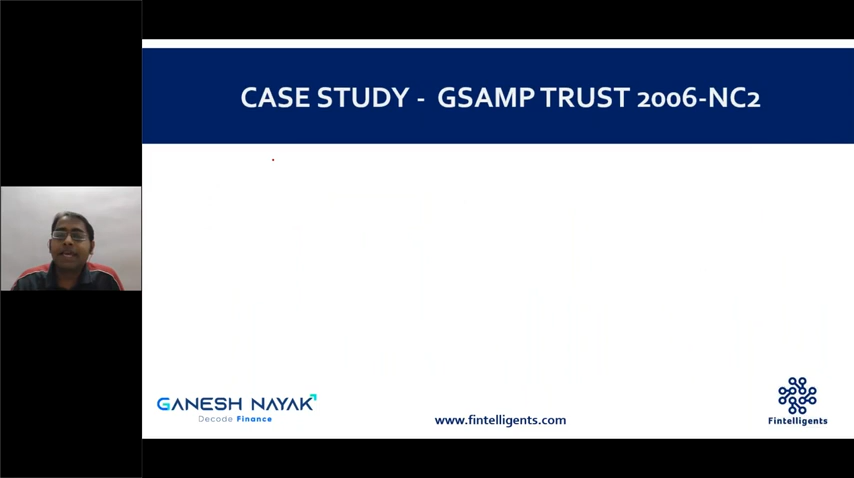 CASE STUDY - GSAMP TRUST 2006-NC2
GANESH NAYAK
Decode Finance
www.fintelligents.com
Fintelligents